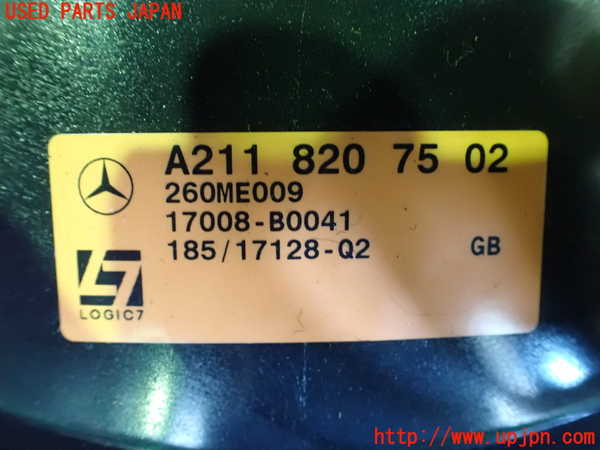 USED PARTS JAPAN
A211 820 75 02
260ME009
17008-B0041
185/17128-Q2 GB
L7
LOGIC7
http://www.upjpn.com/